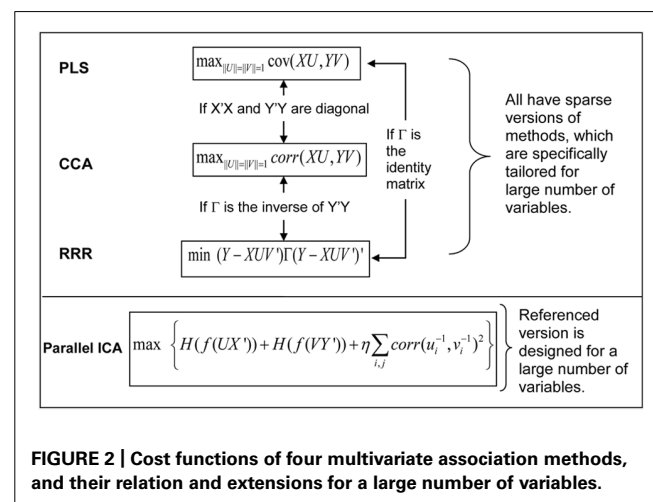 PLS
max_{||U||=||V||=1} cov(XU,YV)
If X'X and Y'Y are diagonal
CCA
max_{||U||=||V||=1} corr(XU,YV)
If Γ is the inverse of Y'Y
RRR
min (Y−XUV')Γ(Y−XUV')'
If Γ is
the
identity
matrix
All have sparse
versions of
methods, which
are specifically
tailored for
large number of
variables.
Parallel ICA
max {H(f(UX'))+H(f(VY'))+η∑_{i,j} corr(u_i^{-1},v_i^{-1})^2}
Referenced
version is
designed for a
large number of
variables.
FIGURE 2 | Cost functions of four multivariate association methods,
and their relation and extensions for a large number of variables.